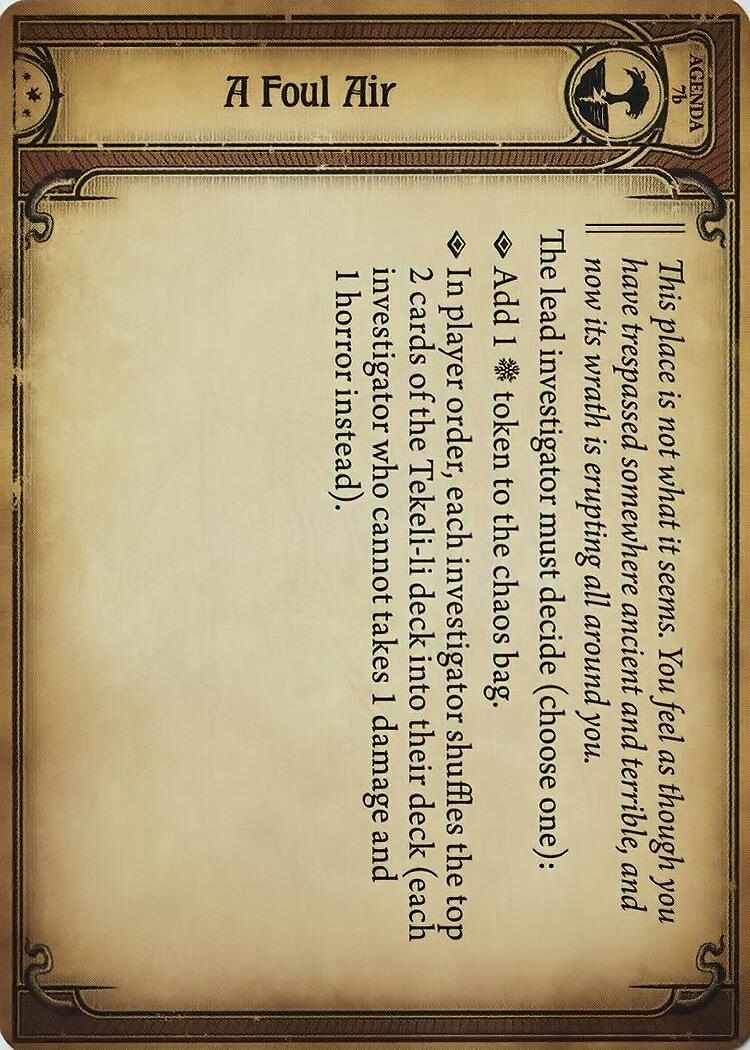 AGENDA
7b
A Foul Air
This place is not what it seems. You feel as though you
have trespassed somewhere ancient and terrible, and
now its wrath is erupting all around you.
The lead investigator must decide (choose one):
Add 1 token to the chaos bag.
In player order, each investigator shuffles the top
2 cards of the Tekeli-li deck into their deck (each
investigator who cannot takes 1 damage and
1 horror instead).